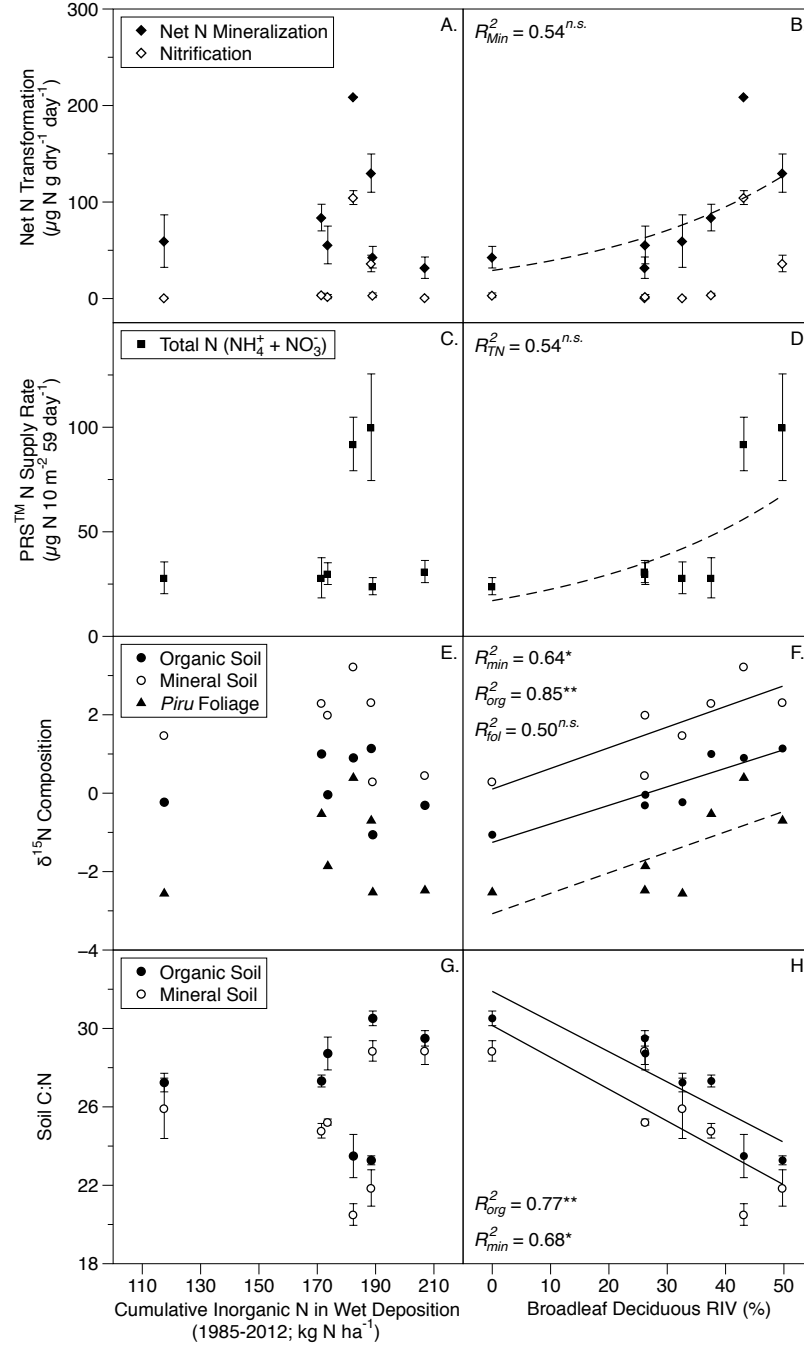 300
200
100
0
Net N Transformation
(µg N g dry⁻¹ day⁻¹)
Net N Mineralization
Nitrification
A.
R²Min = 0.54n.s.
B.
100
50
0
PRS™ N Supply Rate
(µg N 10 m⁻² 59 day⁻¹)
Total N (NH₄⁺ + NO₃⁻)
C.
R²TN = 0.54n.s.
D.
2
0
−2
−4
δ¹⁵N Composition
Organic Soil
Mineral Soil
Piru Foliage
E.
R²min = 0.64*
R²org = 0.85**
R²fol = 0.50n.s.
F.
30
26
22
18
Soil C:N
Organic Soil
Mineral Soil
G.
H.
R²org = 0.77**
R²min = 0.68*
110 130 150 170 190 210
0 10 20 30 40 50
Cumulative Inorganic N in Wet Deposition
(1985-2012; kg N ha⁻¹)
Broadleaf Deciduous RIV (%)